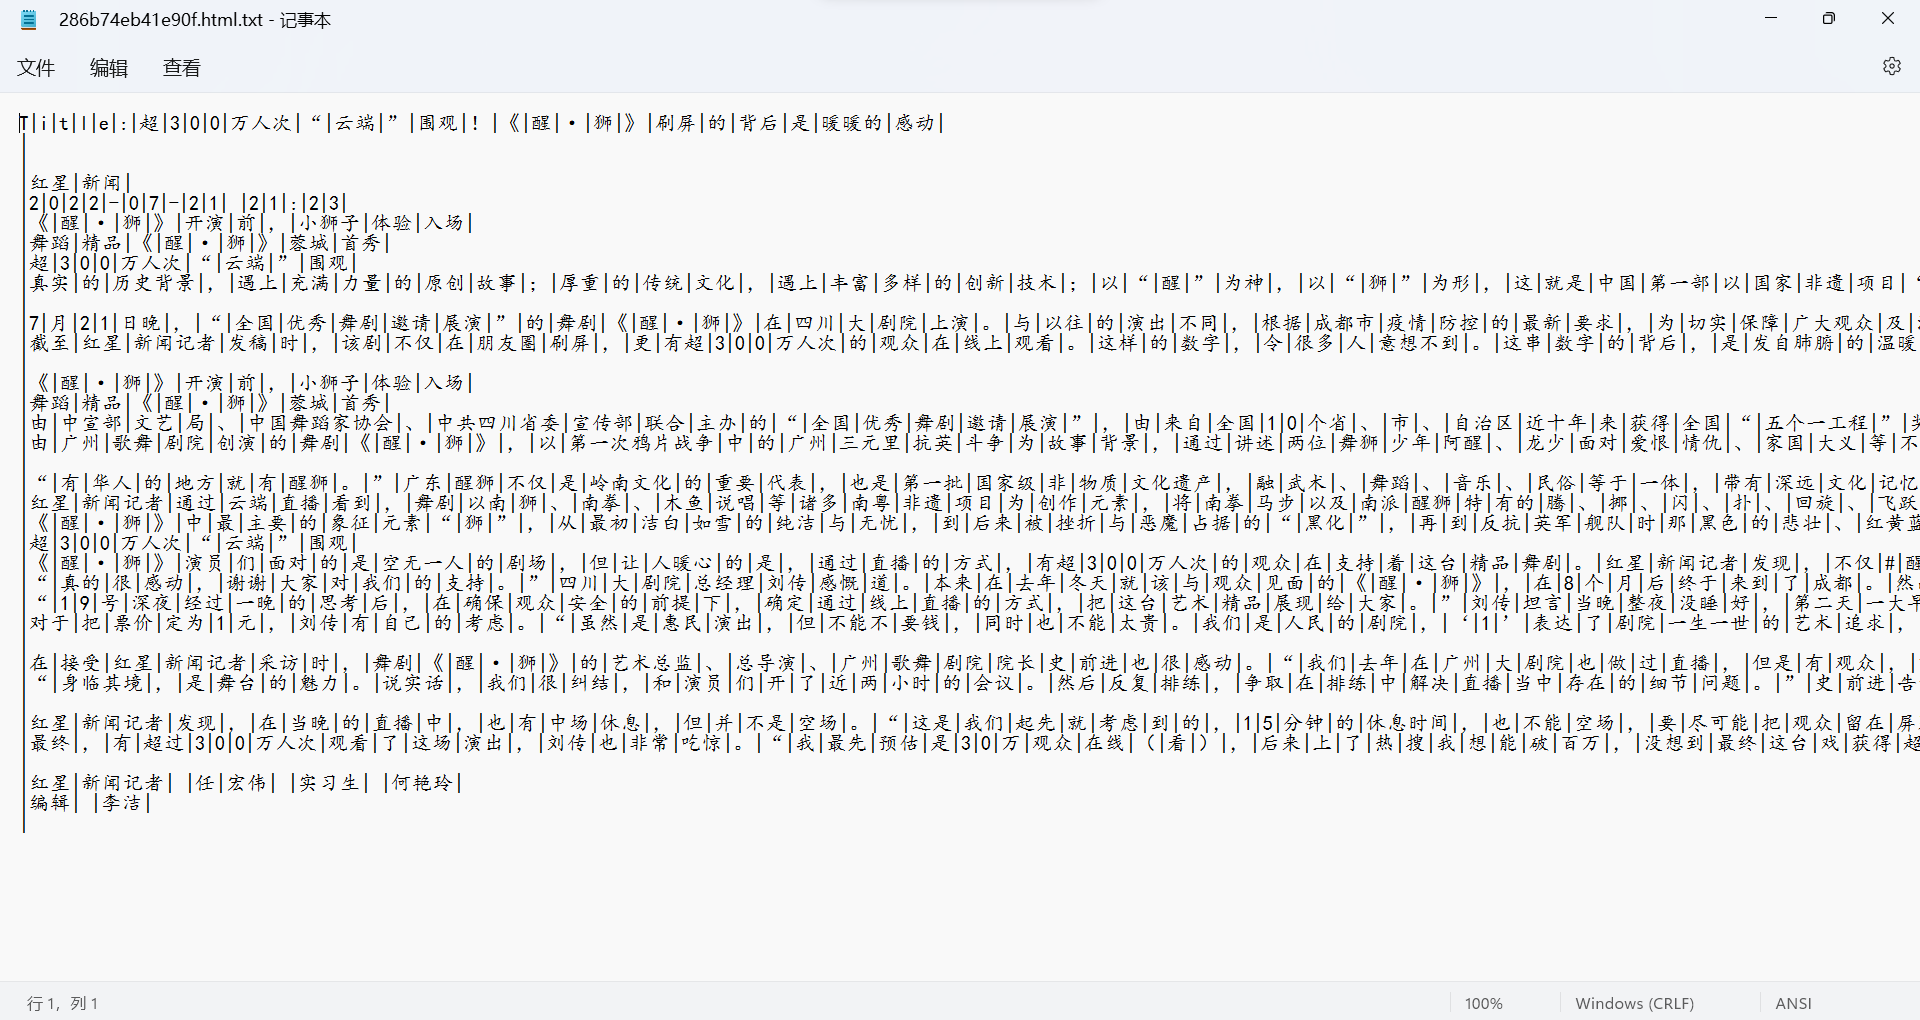 286b74eb41e90f.html.txt - 记事本
文件 编辑 查看
T|i|t|l|e|:|超|3|0|0|万人次|“|云端|”|围观|！|《|醒|·|狮|》|刷屏|的|背后|是|暖暖的|感动|
红星|新闻|
2|0|2|2|-|0|7|-|2|1| |2|1|:|2|3|
《|醒|·|狮|》|开演|前|，|小狮子|体验|入场|
舞蹈|精品|《|醒|·|狮|》|蓉城|首秀|
超|3|0|0|万人次|“|云端|”|围观|
真实|的|历史背景|，|遇上|充满|力量|的|原创|故事|；|厚重|的|传统|文化|，|遇上|丰富|多样|的|创新|技术|；|以|“|醒|”|为神|，|以|“|狮|”|为形|，|这|就是|中国|第一部|以|国家|非遗|项目|“
7|月|2|1|日晚|，|“|全国|优秀|舞剧|邀请|展演|”|的|舞剧|《|醒|·|狮|》|在|四川|大|剧院|上演|。|与|以往|的|演出|不同|，|根据|成都市|疫情|防控|的|最新|要求|，|为|切实|保障|广大观众|及|
截至|红星|新闻记者|发稿|时|，|该剧|不仅|在|朋友圈|刷屏|，|更|有超|3|0|0|万人次|的|观众|在|线上|观看|。|这样|的|数字|，|令|很多|人|意想不到|。|这串|数字|的|背后|，|是|发自肺腑|的|温暖
《|醒|·|狮|》|开演|前|，|小狮子|体验|入场|
舞蹈|精品|《|醒|·|狮|》|蓉城|首秀|
由|中宣部|文艺|局|、|中国舞蹈家协会|、|中共四川省委|宣传部|联合|主办|的|“|全国|优秀|舞剧|邀请|展演|”|，|由|来自|全国|1|0|个省|、|市|、|自治区|近十年|来|获得|全国|“|五个一工程|”|
由|广州|歌舞|剧院|创演|的|舞剧|《|醒|·|狮|》|，|以|第一次鸦片战争|中|的|广州|三元里|抗英|斗争|为|故事|背景|，|通过|讲述|两位|舞狮|少年|阿醒|、|龙少|面对|爱恨|情仇|、|家国|大义|等|不
“|有|华人|的|地方|就|有|醒狮|。|”|广东|醒狮|不仅|是|岭南文化|的|重要|代表|，|也是|第一批|国家级|非|物质|文化遗产|，|融|武术|、|舞蹈|、|音乐|、|民俗|等于|一体|，|带有|深远|文化|记忆
红星|新闻记者|通过|云端|直播|看到|，|舞剧|以南|狮|、|南拳|、|木鱼|说唱|等|诸多|南粤|非遗|项目|为|创作|元素|，|将|南拳|马步|以及|南派|醒狮|特|有的|腾|、|挪|、|闪|、|扑|、|回旋|、|飞跃
《|醒|·|狮|》|中|最|主要|的|象征|元素|“|狮|”|，|从|最初|洁白|如雪|的|纯洁|与|无忧|，|到|后来|被|挫折|与|恶魔|占据|的|“|黑化|”|，|再|到|反抗|英军|舰队|时|那|黑色|的|悲壮|、|红黄蓝
超|3|0|0|万人次|“|云端|”|围观|
《|醒|·|狮|》|演员|们|面对|的|是|空无一人|的|剧场|，|但|让|人暖心|的|是|，|通过|直播|的|方式|，|有超|3|0|0|万人次|的|观众|在|支持|着|这台|精品|舞剧|。|红星|新闻记者|发现|，|不仅|#|醒
“|真的|很|感动|，|谢谢|大家|对|我们|的|支持|。|”|四川|大|剧院|总经理|刘传|感慨|道|。|本来|在|去年|冬天|就|该|与|观众|见面|的|《|醒|·|狮|》|，|在|8|个|月|后|终于|来到|了|成都|。|然
“|1|9|号|深夜|经过|一晚|的|思考|后|，|在|确保|观众|安全|的|前提|下|，|确定|通过|线上|直播|的|方式|，|把|这台|艺术|精品|展现|给|大家|。|”|刘传|坦言|当晚|整夜|没睡|好|，|第二天|一大早
对于|把|票价|定为|1|元|，|刘传|有|自己|的|考虑|。|“|虽然|是|惠民|演出|，|但|不能不|要钱|，|同时|也|不能|太贵|。|我们|是|人民|的|剧院|，|‘|1|’|表达|了|剧院|一生一世|的|艺术|追求|，
在|接受|红星|新闻记者|采访|时|，|舞剧|《|醒|·|狮|》|的|艺术总监|、|总导演|、|广州|歌舞|剧院|院长|史|前进|也|很|感动|。|“|我们|去年|在|广州|大|剧院|也|做|过|直播|，|但是|有|观众|，|
“|身临其境|，|是|舞台|的|魅力|。|说实话|，|我们|很|纠结|，|和|演员|们|开|了|近|两|小时|的|会议|。|然后|反复|排练|，|争取|在|排练|中|解决|直播|当中|存在|的|细节|问题|。|”|史|前进|告
红星|新闻记者|发现|，|在|当晚|的|直播|中|，|也|有|中场|休息|，|但|并|不是|空场|。|“|这是|我们|起先|就|考虑|到|的|，|1|5|分钟|的|休息时间|，|也|不能|空场|，|要|尽可能|把|观众|留在|屏
最终|，|有|超过|3|0|0|万人次|观看|了|这场|演出|，|刘传|也|非常|吃惊|。|“|我|最先|预估|是|3|0|万|观众|在线|（|看|）|，|后来|上|了|热|搜|我|想|能|破|百万|，|没想到|最终|这台|戏|获得|超
红星|新闻记者| |任|宏伟| |实习生| |何艳玲|
编辑| |李洁|
行 1，列 1 100% Windows (CRLF) ANSI